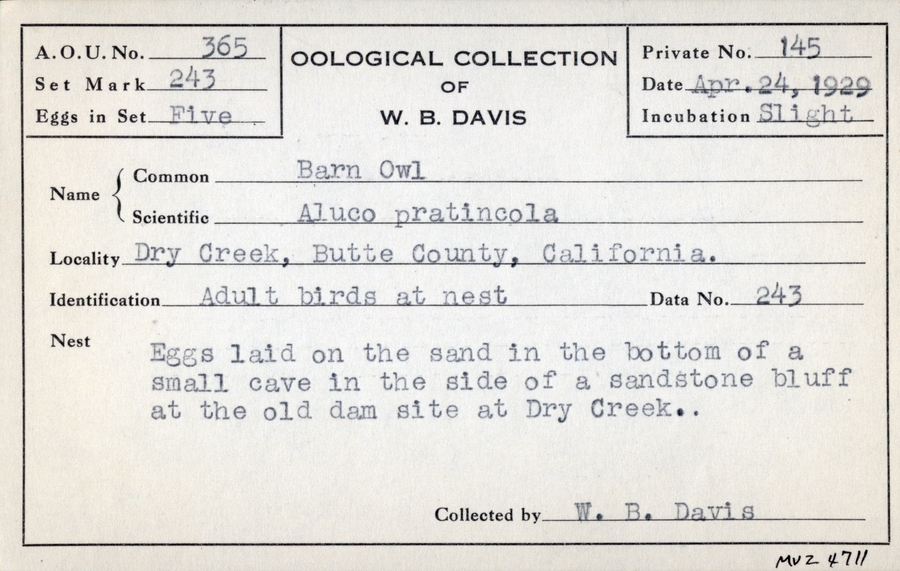 A.O.U. No. 365
Set Mark 243
Eggs in Set Five
OOLOGICAL COLLECTION
OF
W. B. DAVIS
Private No. 145
Date Apr. 24, 1929
Incubation Slight
Name { Common Barn Owl
Scientific Aluco pratincola
Locality Dry Creek, Butte County, California.
Identification Adult birds at nest Data No. 243
Nest
Eggs laid on the sand in the bottom of a
small cave in the side of a sandstone bluff
at the old dam site at Dry Creek..
Collected by W. B. Davis
MVZ 4711